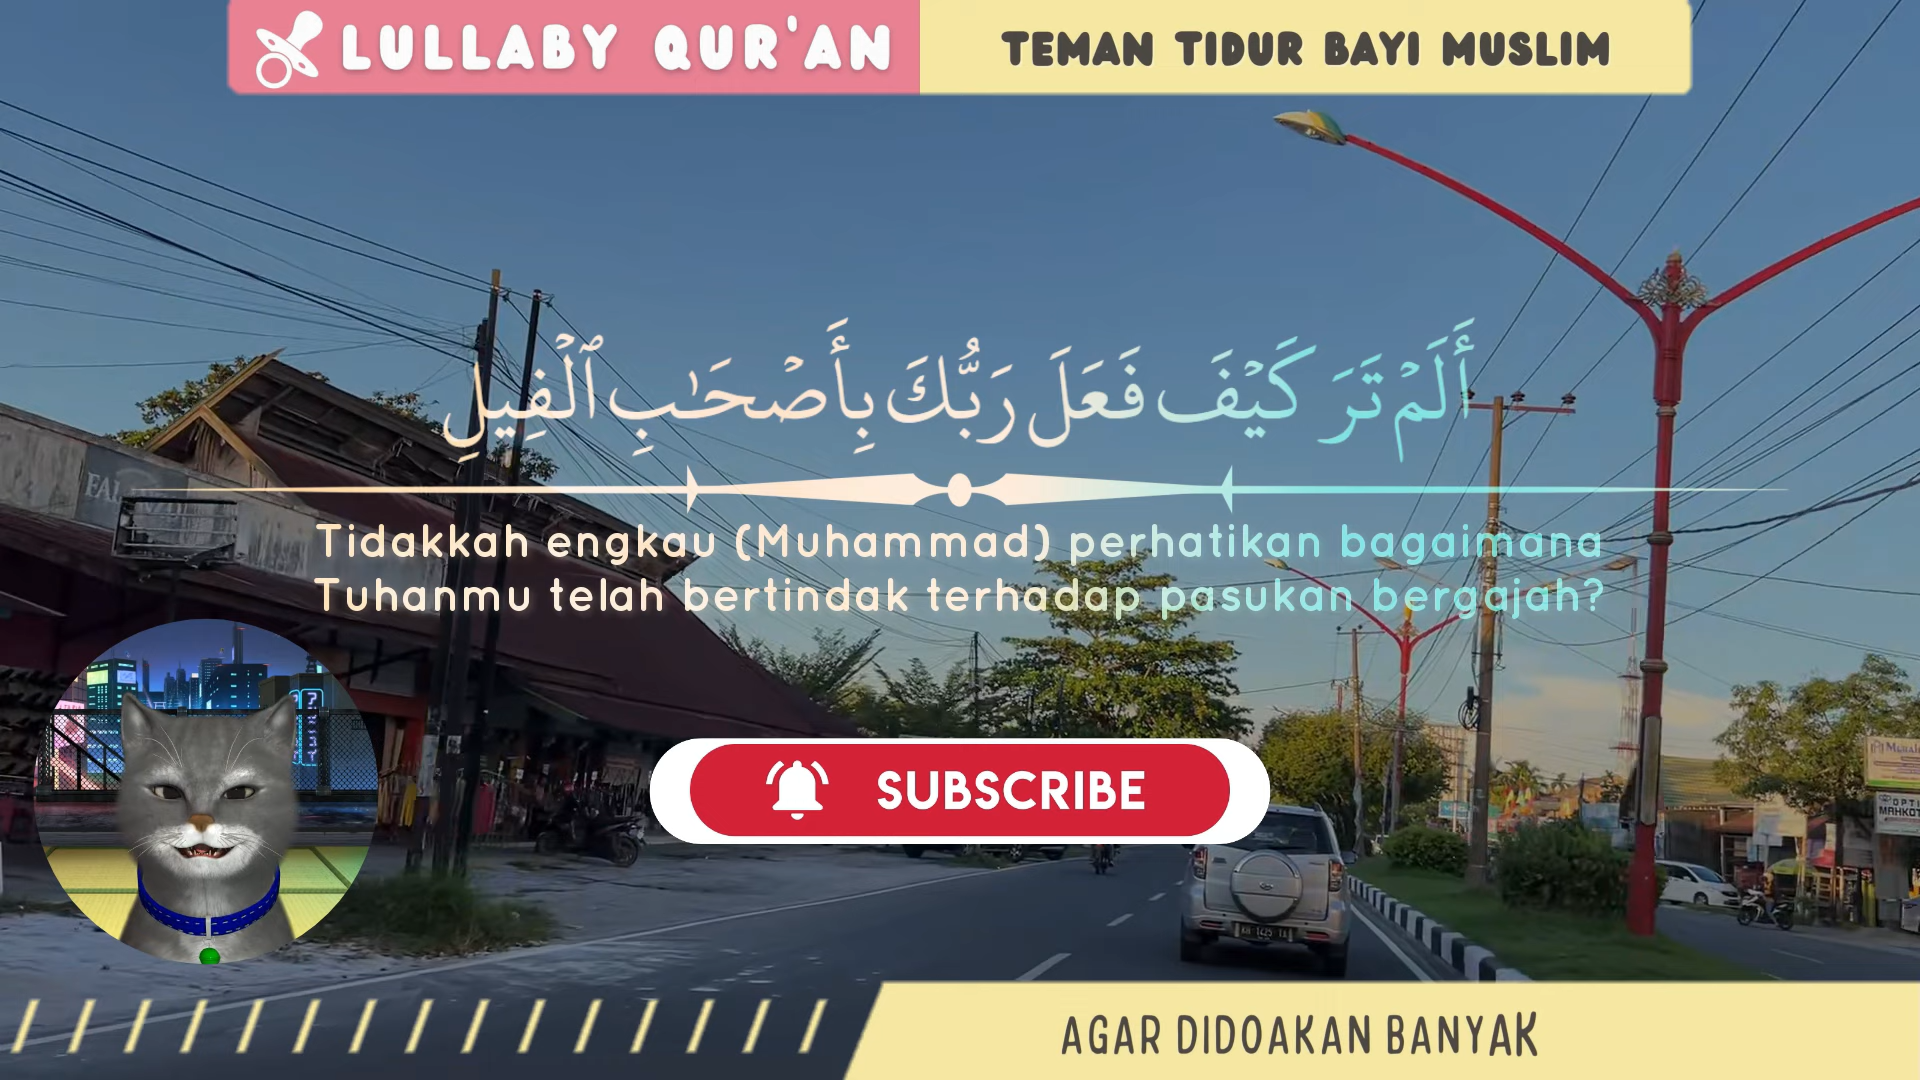 LULLABY QUR'AN
TEMAN TIDUR BAYI MUSLIM
أَلَمْ تَرَ كَيْفَ فَعَلَ رَبُّكَ بِأَصْحَـٰبِ ٱلْفِيلِ
Tidakkah engkau (Muhammad) perhatikan bagaimana
Tuhanmu telah bertindak terhadap pasukan bergajah?
SUBSCRIBE
AGAR DIDOAKAN BANYAK